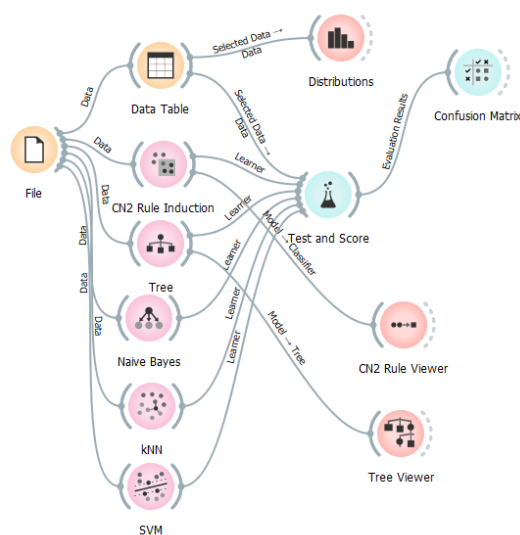 Selected Data →
Data
Distributions
Data
Data Table
Selected Data →
Data
Confusion Matrix
Evaluation Results
File
Data
CN2 Rule Induction
Learner
Test and Score
Data
Tree
Learner
Model → Classifier
Data
Data
Naive Bayes
Learner
CN2 Rule Viewer
Data
kNN
Learner
Model → Tree
Tree Viewer
SVM
Learner